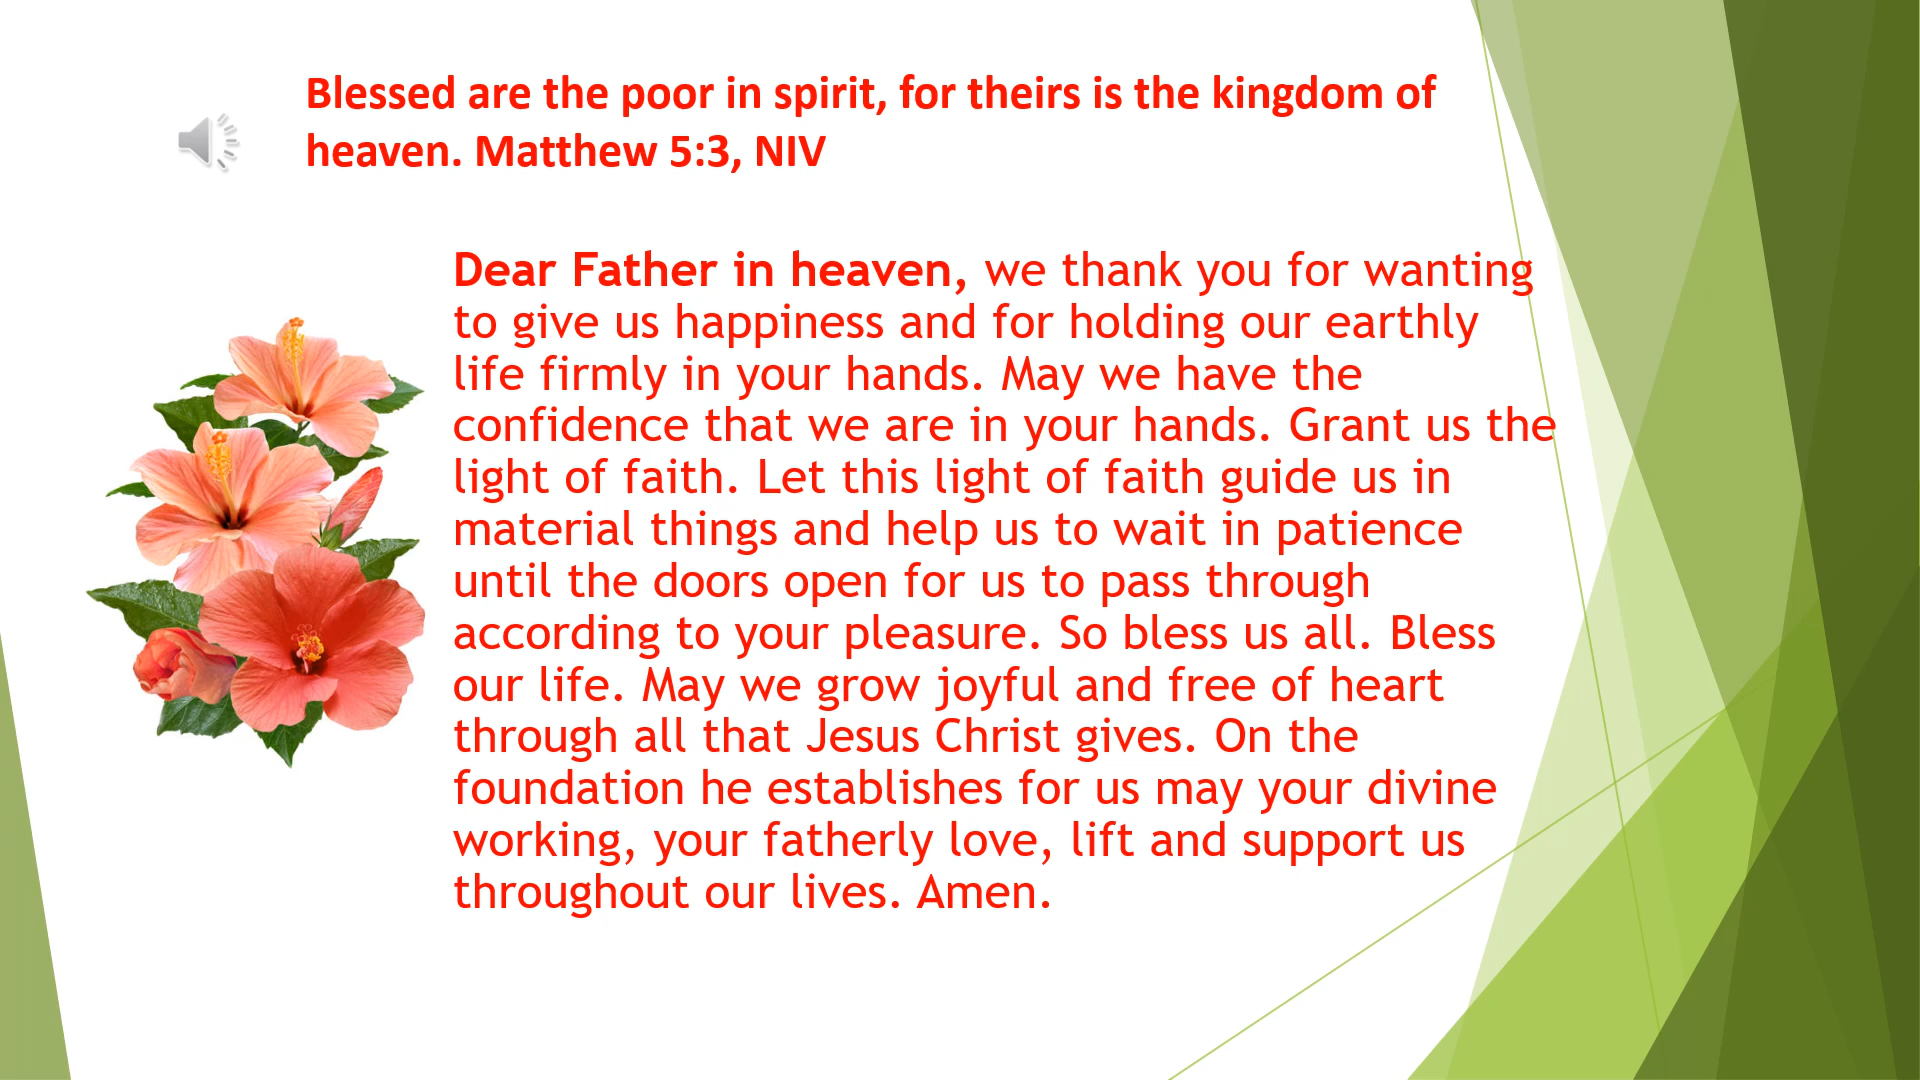 Blessed are the poor in spirit, for theirs is the kingdom of
heaven. Matthew 5:3, NIV
Dear Father in heaven, we thank you for wanting
to give us happiness and for holding our earthly
life firmly in your hands. May we have the
confidence that we are in your hands. Grant us the
light of faith. Let this light of faith guide us in
material things and help us to wait in patience
until the doors open for us to pass through
according to your pleasure. So bless us all. Bless
our life. May we grow joyful and free of heart
through all that Jesus Christ gives. On the
foundation he establishes for us may your divine
working, your fatherly love, lift and support us
throughout our lives. Amen.